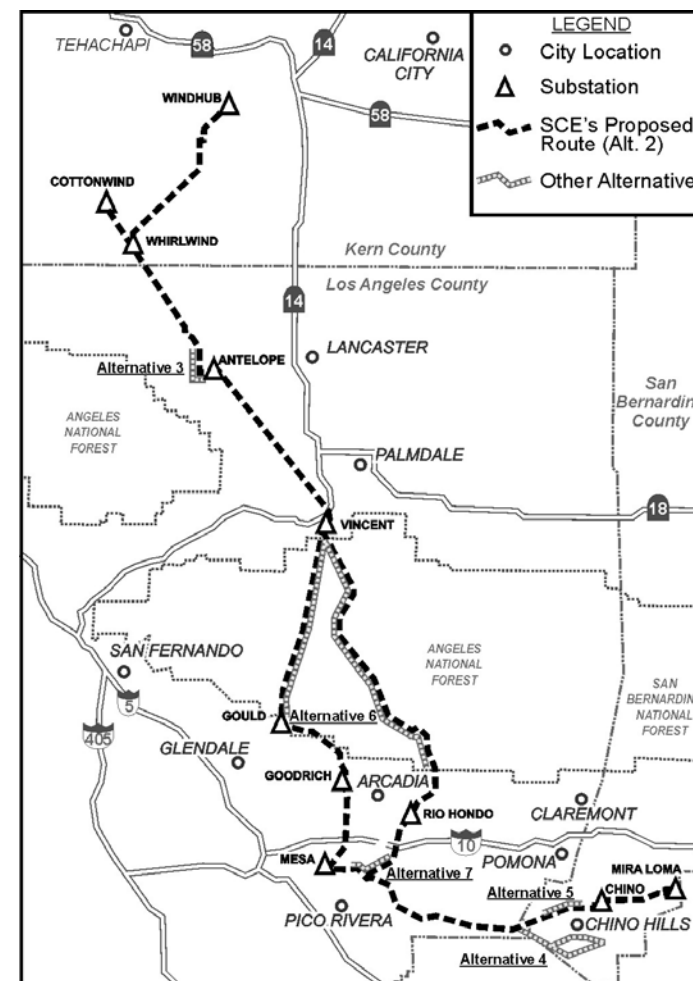 TEHACHAPI
58
14
CALIFORNIA
CITY
58
LEGEND
City Location
Substation
SCE's Proposed
Route (Alt. 2)
Other Alternative
WINDHUB
COTTONWIND
WHIRLWIND
Kern County
Los Angeles County
14
LANCASTER
Alternative 3
ANTELOPE
ANGELES
NATIONAL
FOREST
San
Bernardin
County
PALMDALE
18
VINCENT
SAN FERNANDO
ANGELES
NATIONAL
FOREST
SAN
BERNARDIN
NATIONAL
FOREST
5
405
GOULD
Alternative 6
GLENDALE
GOODRICH
ARCADIA
RIO HONDO
CLAREMONT
10
MESA
POMONA
Alternative 7
MIRA LOMA
Alternative 5
CHINO
PICO RIVERA
CHINO HILLS
Alternative 4